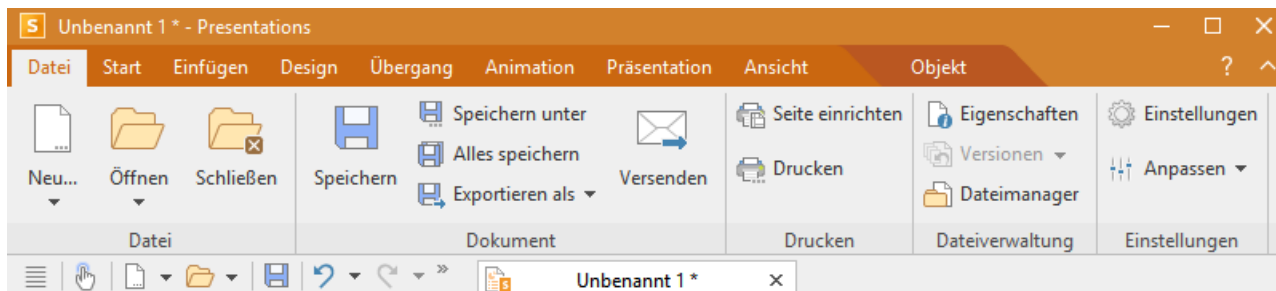 S Unbenannt 1 * - Presentations
Datei Start Einfügen Design Übergang Animation Präsentation Ansicht Objekt ?
Neu... Öffnen Schließen Speichern Speichern unter Alles speichern Exportieren als Versenden Seite einrichten Drucken Eigenschaften Versionen Dateimanager Einstellungen Anpassen
Datei Dokument Drucken Dateiverwaltung Einstellungen
Unbenannt 1 *